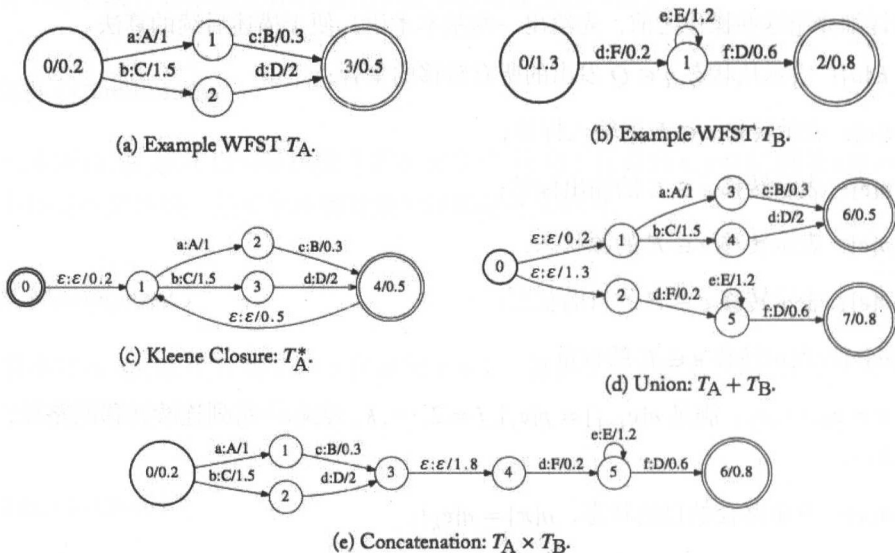 0/0.2
a:A/1
1
c:B/0.3
b:C/1.5
2
d:D/2
3/0.5
(a) Example WFST T_A.
0/1.3
d:F/0.2
e:E/1,2
1
f:D/0.6
2/0.8
(b) Example WFST T_B.
0
ε:ε/0.2
1
a:A/1
2
c:B/0.3
b:C/1.5
3
d:D/2
4/0.5
ε:ε/0.5
(c) Kleene Closure: T_A^*.
0
ε:ε/0.2
1
a:A/1
3
c:B/0.3
b:C/1.5
4
d:D/2
6/0.5
ε:ε/1.3
2
d:F/0.2
e:E/1.2
5
f:D/0.6
7/0.8
(d) Union: T_A + T_B.
0/0.2
a:A/1
1
c:B/0.3
b:C/1.5
2
d:D/2
3
ε:ε/1.8
4
d:F/0.2
e:E/1.2
5
f:D/0.6
6/0.8
(e) Concatenation: T_A × T_B.